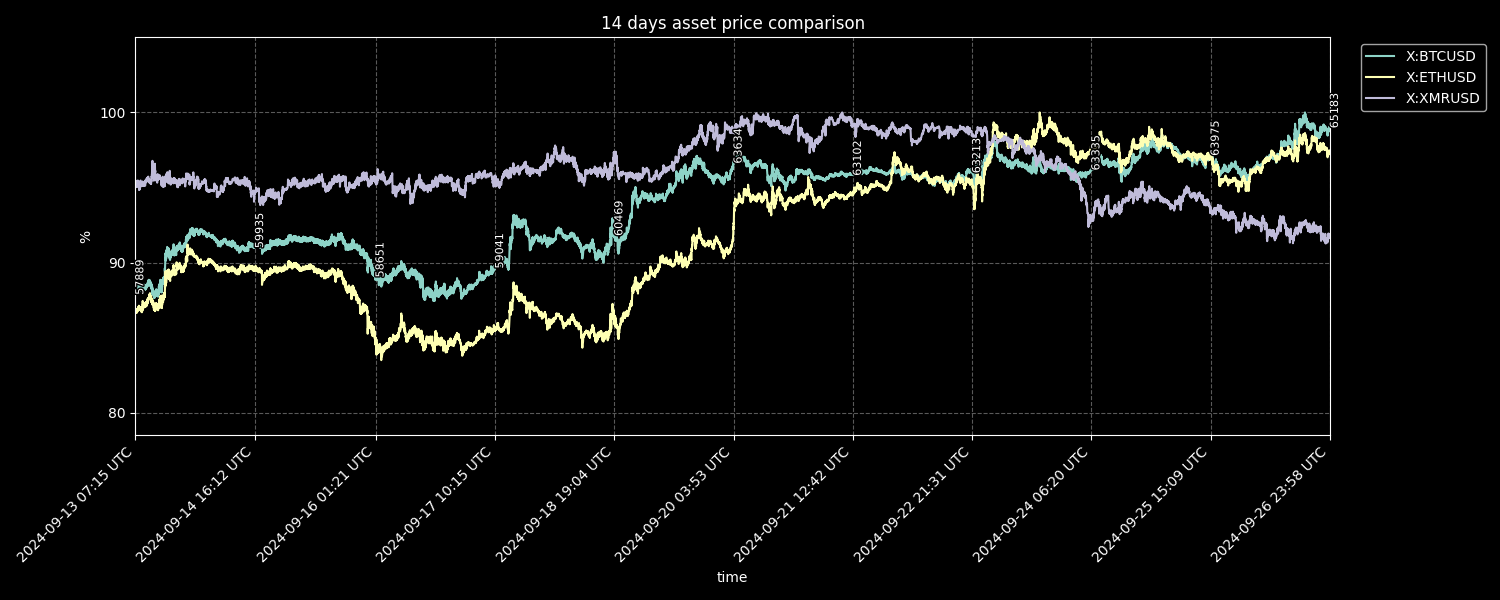 14 days asset price comparison
X:BTCUSD
X:ETHUSD
X:XMRUSD
100
90
80
%
57889
59935
58651
59041
60469
63634
63102
63213
63335
63975
65183
2024-09-13 07:15 UTC
2024-09-14 16:12 UTC
2024-09-16 01:21 UTC
2024-09-17 10:15 UTC
2024-09-18 19:04 UTC
2024-09-20 03:53 UTC
2024-09-21 12:42 UTC
2024-09-22 21:31 UTC
2024-09-24 06:20 UTC
2024-09-25 15:09 UTC
2024-09-26 23:58 UTC
time